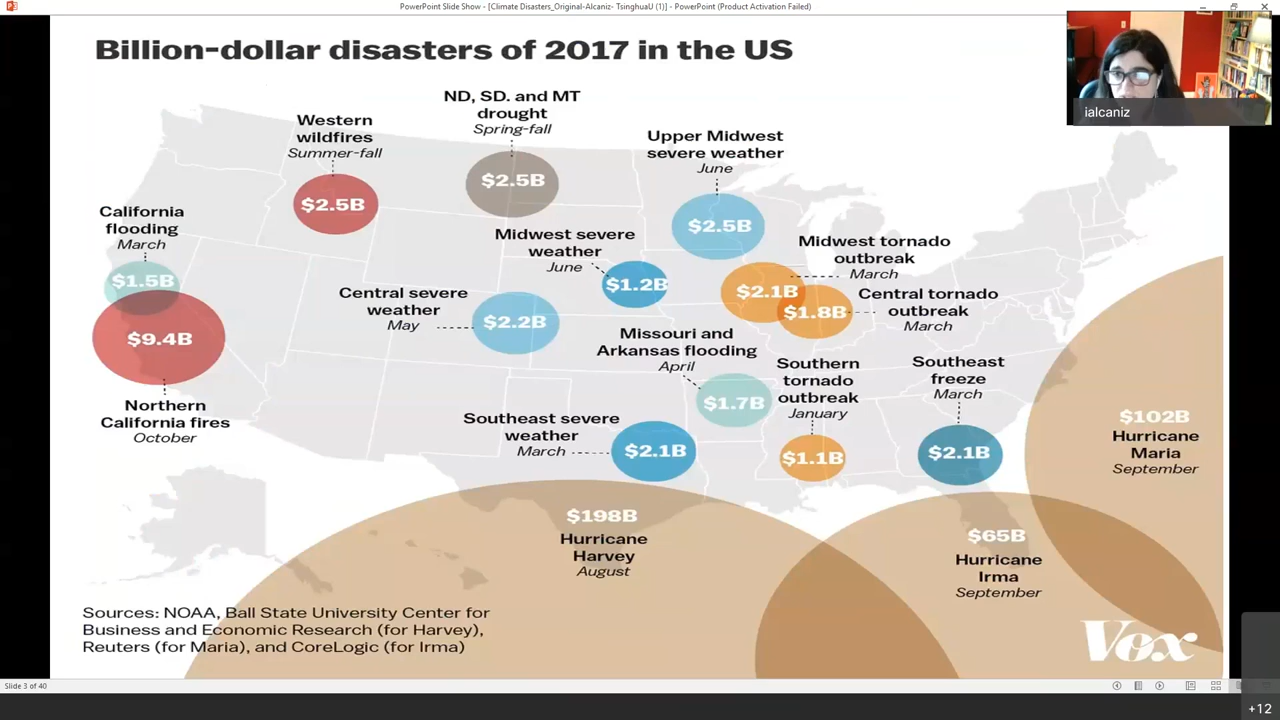 PowerPoint Slide Show - [Climate Disasters_Original-Alcaniz- TsinghuaU (1)] - PowerPoint (Product Activation Failed)
Billion-dollar disasters of 2017 in the US
ialcaniz
ND, SD. and MT
drought
Spring-fall
$2.5B
Western
wildfires
Summer-fall
$2.5B
Upper Midwest
severe weather
June
$2.5B
California
flooding
March
$1.5B
$9.4B
Northern
California fires
October
Midwest severe
weather
June
$1.2B
Midwest tornado
outbreak
March
$2.1B
Central severe
weather
May
$2.2B
Central tornado
outbreak
March
$1.8B
Missouri and
Arkansas flooding
April
$1.7B
Southern
tornado
outbreak
January
$1.1B
Southeast
freeze
March
$2.1B
Southeast severe
weather
March
$2.1B
$102B
Hurricane
Maria
September
$198B
Hurricane
Harvey
August
$65B
Hurricane
Irma
September
Sources: NOAA, Ball State University Center for
Business and Economic Research (for Harvey),
Reuters (for Maria), and CoreLogic (for Irma)
Vox
Slide 3 of 40
+12